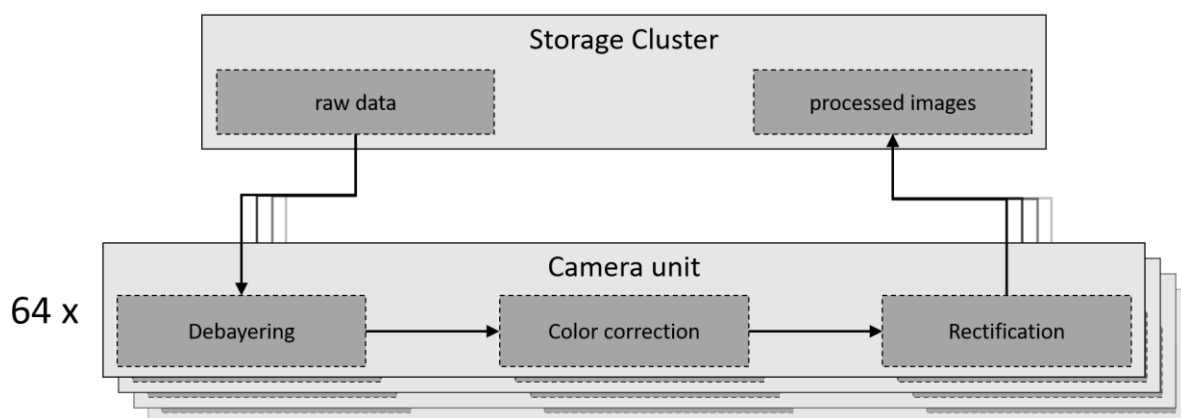 Storage Cluster
raw data
processed images
Camera unit
64 x
Debayering
Color correction
Rectification